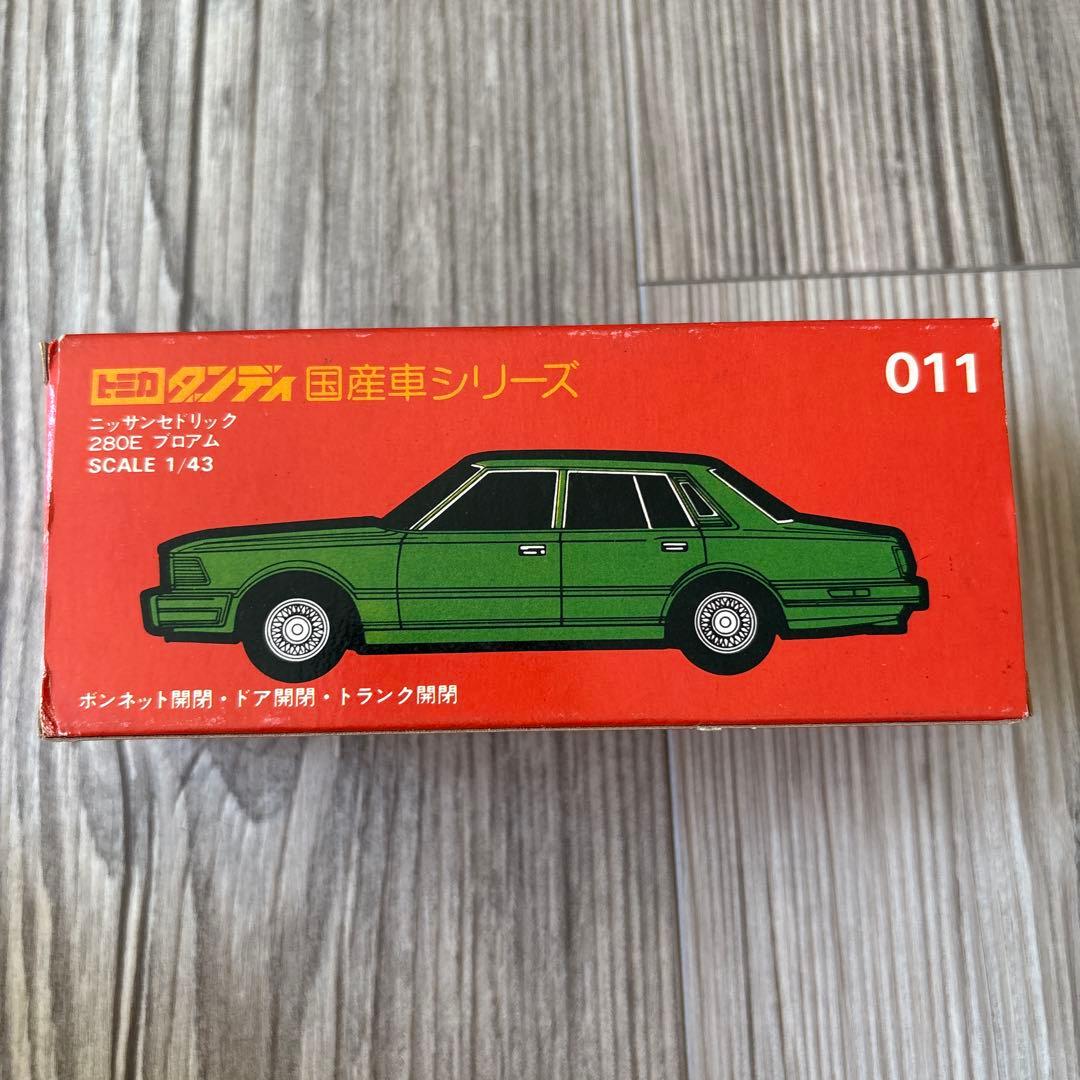 トミカダンディ国産車シリーズ 011
ニッサンセドリック
280E ブロアム
SCALE 1/43
ボンネット開閉・ドア開閉・トランク開閉